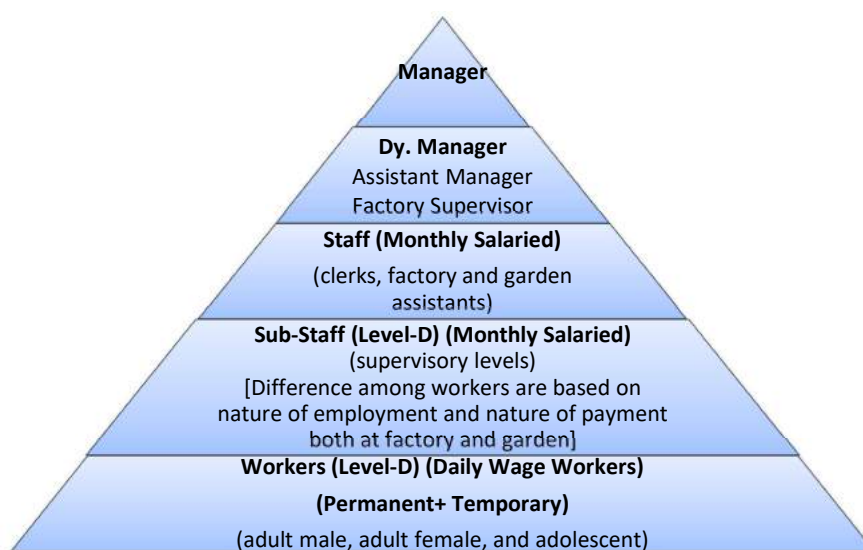 Manager
Dy. Manager
Assistant Manager
Factory Supervisor
Staff (Monthly Salaried)
(clerks, factory and garden
assistants)
Sub-Staff (Level-D) (Monthly Salaried)
(supervisory levels)
[Difference among workers are based on
nature of employment and nature of payment
both at factory and garden]
Workers (Level-D) (Daily Wage Workers)
(Permanent+ Temporary)
(adult male, adult female, and adolescent)